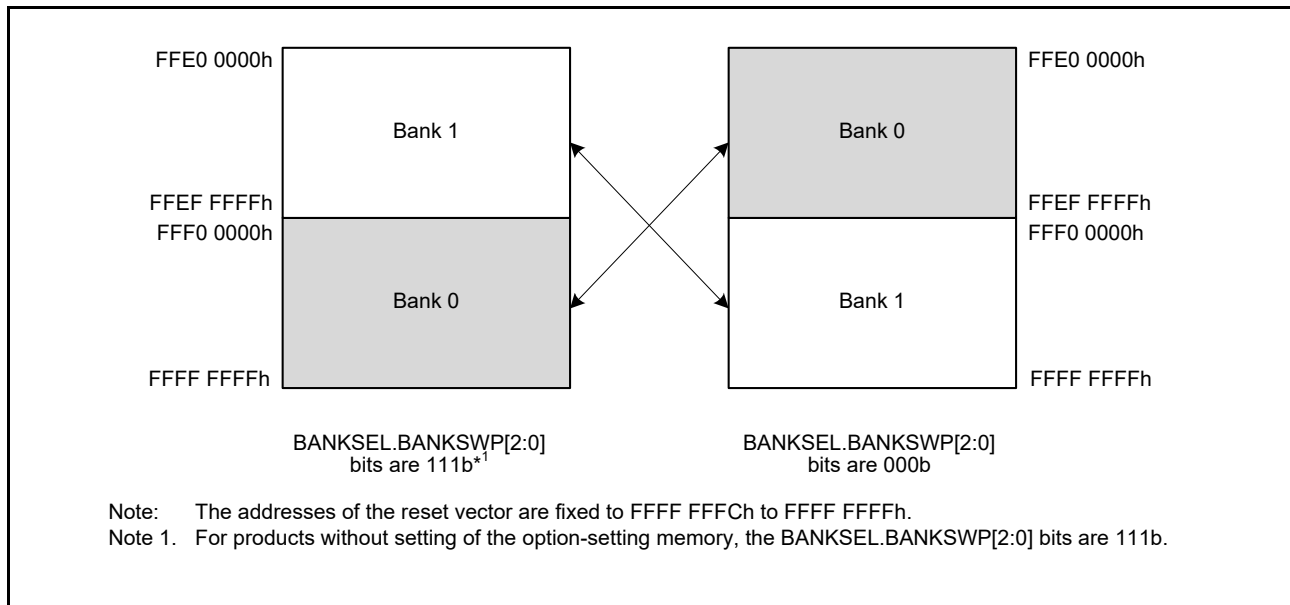 FFE0 0000h
Bank 1
FFEF FFFFh
FFF0 0000h
Bank 0
FFFF FFFFh
BANKSEL.BANKSWP[2:0]
bits are 111b*1
FFE0 0000h
Bank 0
FFEF FFFFh
FFF0 0000h
Bank 1
FFFF FFFFh
BANKSEL.BANKSWP[2:0]
bits are 000b
Note: The addresses of the reset vector are fixed to FFFF FFFCh to FFFF FFFFh.
Note 1. For products without setting of the option-setting memory, the BANKSEL.BANKSWP[2:0] bits are 111b.